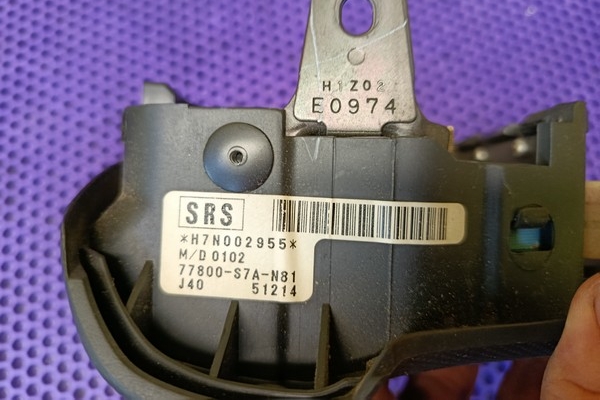 H1Z02
E0974
SRS
*H7N002955*
M/D 0102
77800-S7A-N81
J40 51214